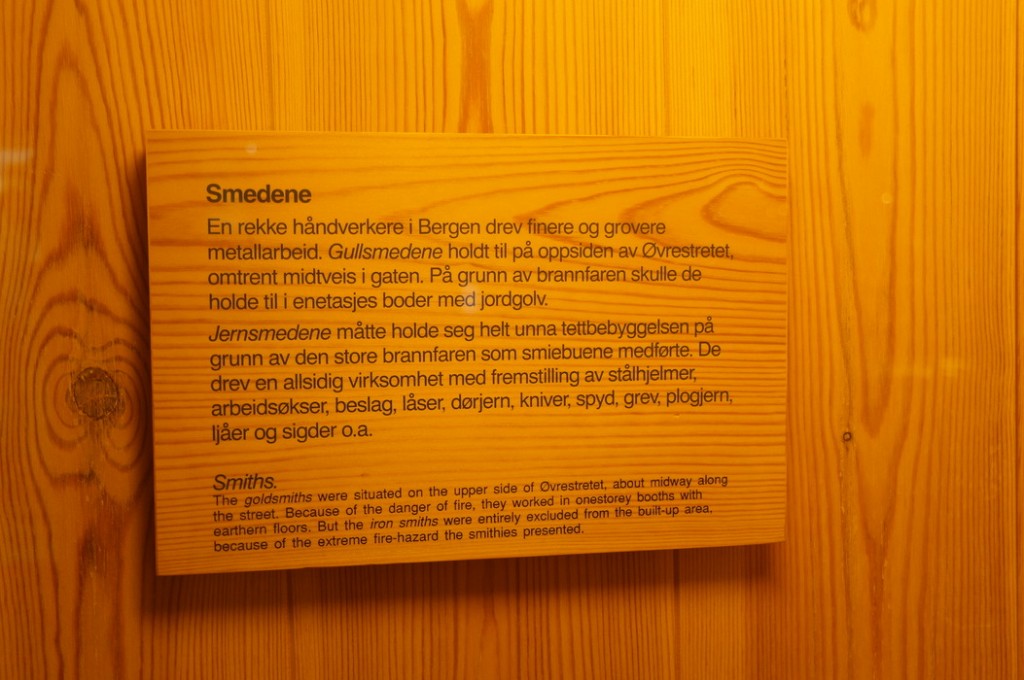 Smedene
En rekke håndverkere i Bergen drev finere og grovere
metallarbeid. Gullsmedene holdt til på oppsiden av Øvrestretet,
omtrent midtveis i gaten. På grunn av brannfaren skulle de
holde til i enetasjes boder med jordgolv.
Jernsmedene måtte holde seg helt unna tettbebyggelsen på
grunn av den store brannfaren som smiebuene medførte. De
drev en allsidig virksomhet med fremstilling av stålhjelmer,
arbeidsøkser, beslag, låser, dørjern, kniver, spyd, grev, plogjern,
ljåer og sigder o.a.
Smiths.
The goldsmiths were situated on the upper side of Øvrestretet, about midway along
the street. Because of the danger of fire, they worked in onestorey booths with
earthern floors. But the iron smiths were entirely excluded from the built-up area,
because of the extreme fire-hazard the smithies presented.